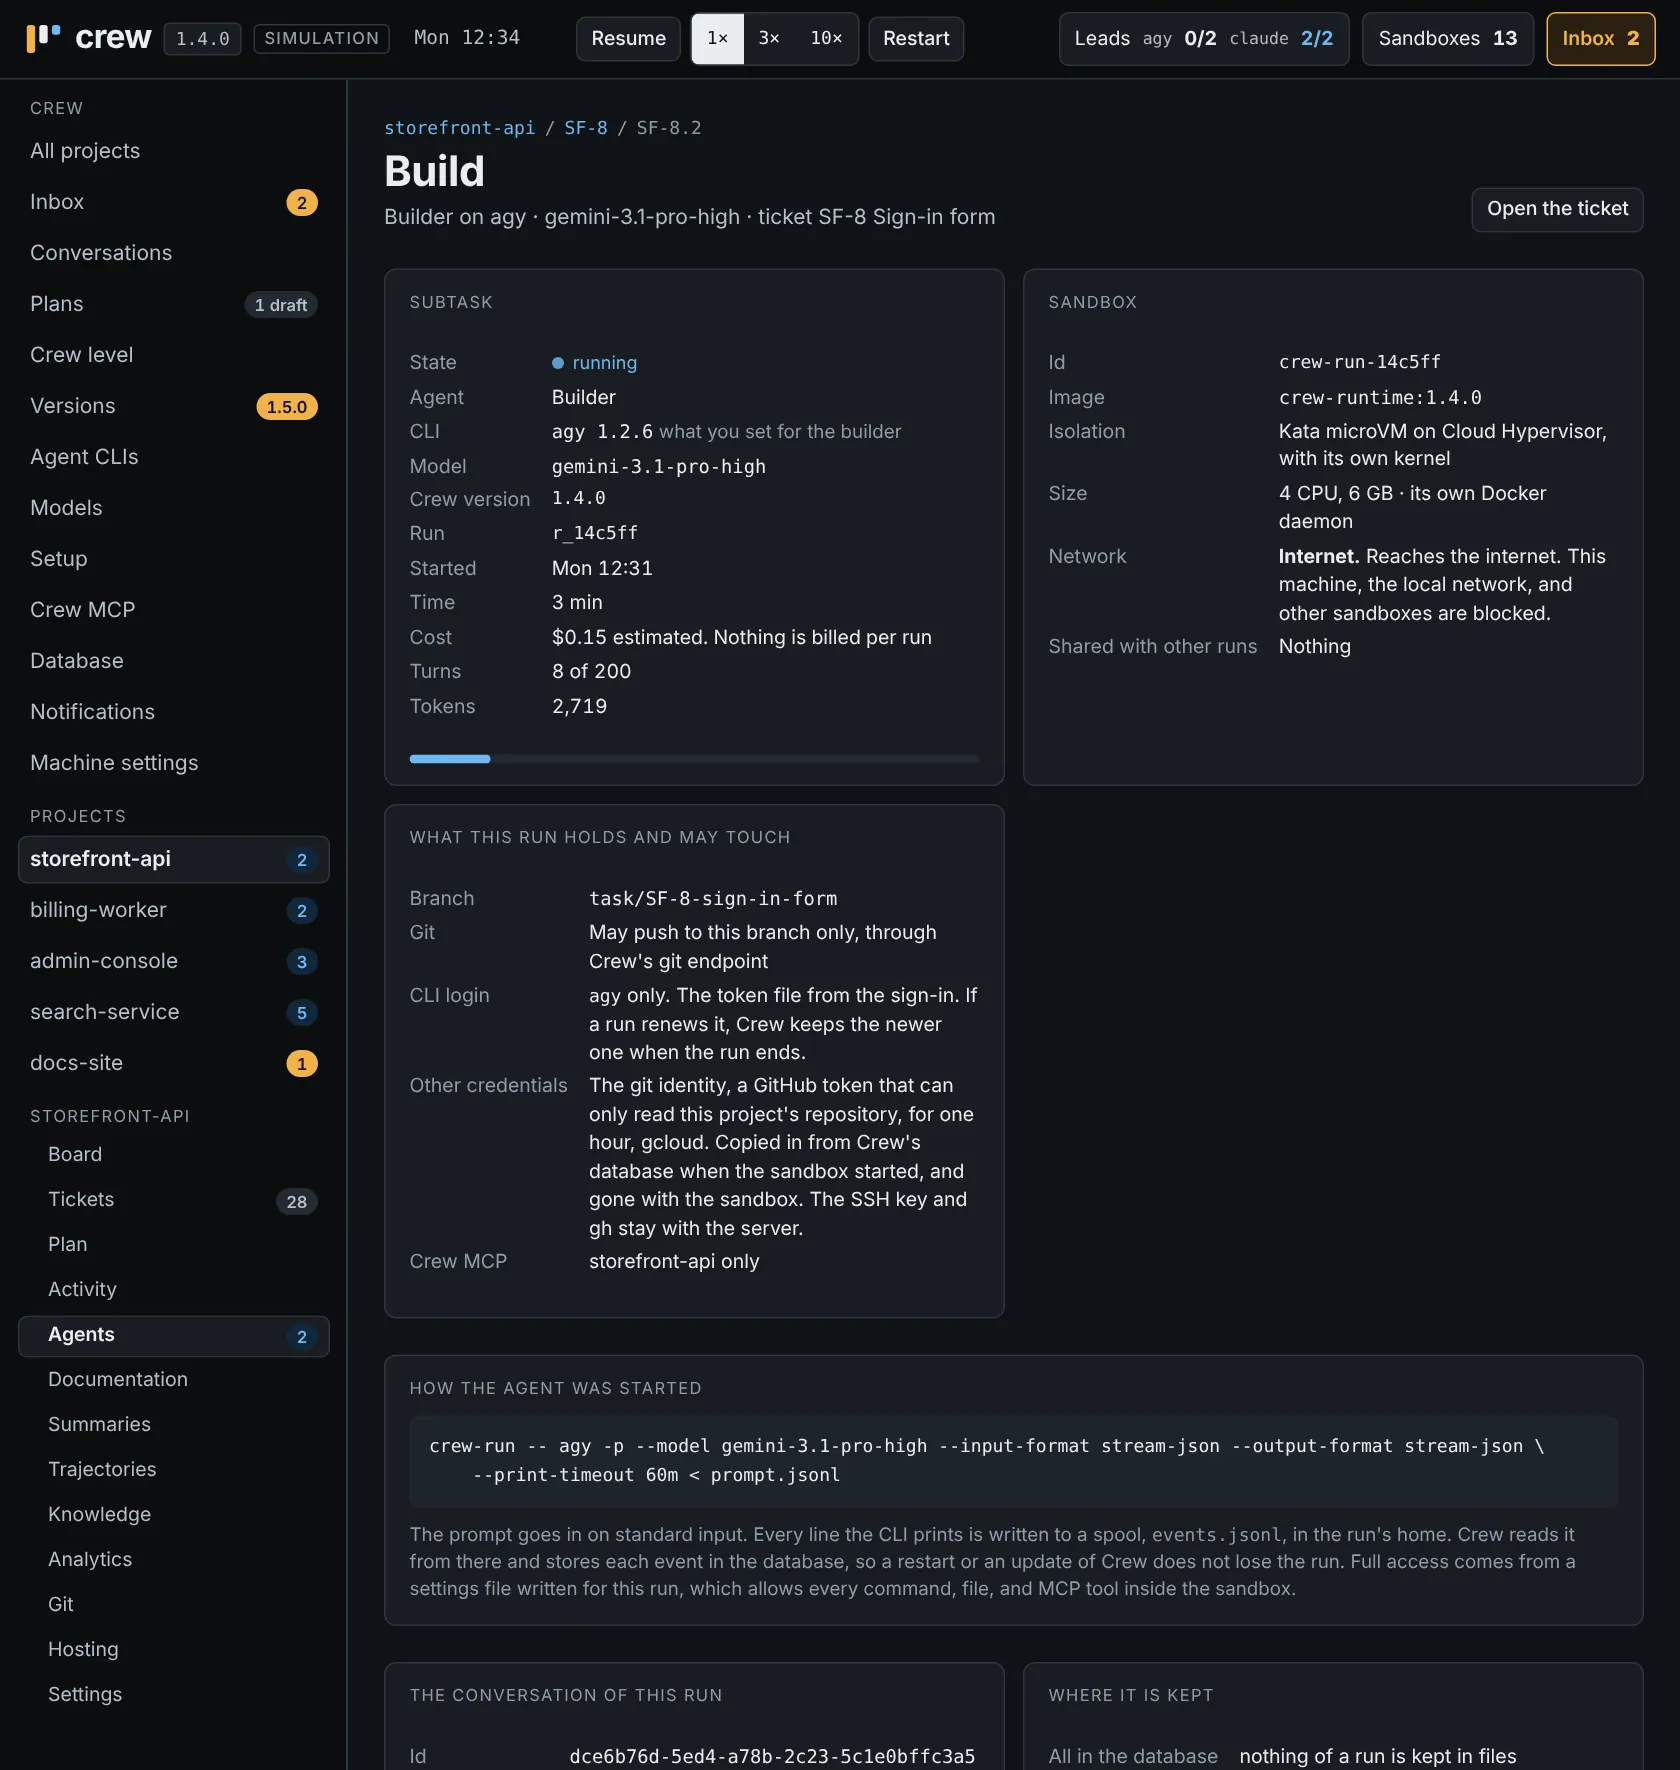 crew 1.4.0 SIMULATION Mon 12:34 Resume 1× 3× 10× Restart Leads agy 0/2 claude 2/2 Sandboxes 13 Inbox 2
CREW
All projects
Inbox 2
Conversations
Plans 1 draft
Crew level
Versions 1.5.0
Agent CLIs
Models
Setup
Crew MCP
Database
Notifications
Machine settings
PROJECTS
storefront-api 2
billing-worker 2
admin-console 3
search-service 5
docs-site 1
STOREFRONT-API
Board
Tickets 28
Plan
Activity
Agents 2
Documentation
Summaries
Trajectories
Knowledge
Analytics
Git
Hosting
Settings
storefront-api / SF-8 / SF-8.2
Build
Builder on agy · gemini-3.1-pro-high · ticket SF-8 Sign-in form
Open the ticket
SUBTASK
State running
Agent Builder
CLI agy 1.2.6 what you set for the builder
Model gemini-3.1-pro-high
Crew version 1.4.0
Run r_14c5ff
Started Mon 12:31
Time 3 min
Cost $0.15 estimated. Nothing is billed per run
Turns 8 of 200
Tokens 2,719
SANDBOX
Id crew-run-14c5ff
Image crew-runtime:1.4.0
Isolation Kata microVM on Cloud Hypervisor,
with its own kernel
Size 4 CPU, 6 GB · its own Docker
daemon
Network Internet. Reaches the internet. This
machine, the local network, and
other sandboxes are blocked.
Shared with other runs Nothing
WHAT THIS RUN HOLDS AND MAY TOUCH
Branch task/SF-8-sign-in-form
Git May push to this branch only, through
Crew's git endpoint
CLI login agy only. The token file from the sign-in. If
a run renews it, Crew keeps the newer
one when the run ends.
Other credentials The git identity, a GitHub token that can
only read this project's repository, for one
hour, gcloud. Copied in from Crew's
database when the sandbox started, and
gone with the sandbox. The SSH key and
gh stay with the server.
Crew MCP storefront-api only
HOW THE AGENT WAS STARTED
crew-run -- agy -p --model gemini-3.1-pro-high --input-format stream-json --output-format stream-json \
--print-timeout 60m < prompt.jsonl
The prompt goes in on standard input. Every line the CLI prints is written to a spool, events.jsonl, in the run's home. Crew reads it
from there and stores each event in the database, so a restart or an update of Crew does not lose the run. Full access comes from a
settings file written for this run, which allows every command, file, and MCP tool inside the sandbox.
THE CONVERSATION OF THIS RUN
Id dce6b76d-5ed4-a78b-2c23-5c1e0bffc3a5
WHERE IT IS KEPT
All in the database nothing of a run is kept in files